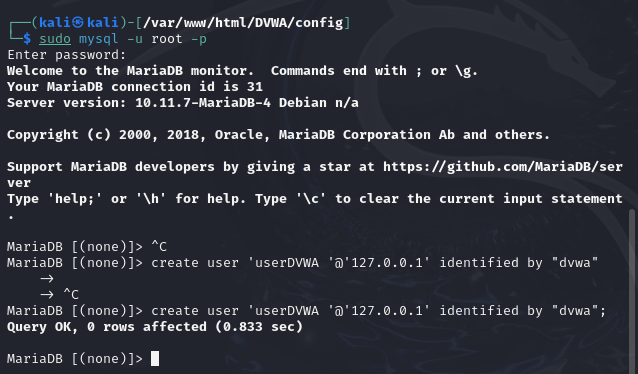 ┌──(kali㉿kali)-[/var/www/html/DVWA/config]
└─$ sudo mysql -u root -p
Enter password:
Welcome to the MariaDB monitor.  Commands end with ; or \g.
Your MariaDB connection id is 31
Server version: 10.11.7-MariaDB-4 Debian n/a

Copyright (c) 2000, 2018, Oracle, MariaDB Corporation Ab and others.

Support MariaDB developers by giving a star at https://github.com/MariaDB/ser
ver
Type 'help;' or '\h' for help. Type '\c' to clear the current input statement
.

MariaDB [(none)]> ^C
MariaDB [(none)]> create user 'userDVWA '@'127.0.0.1' identified by "dvwa"
    ->
    -> ^C
MariaDB [(none)]> create user 'userDVWA '@'127.0.0.1' identified by "dvwa";
Query OK, 0 rows affected (0.833 sec)

MariaDB [(none)]>